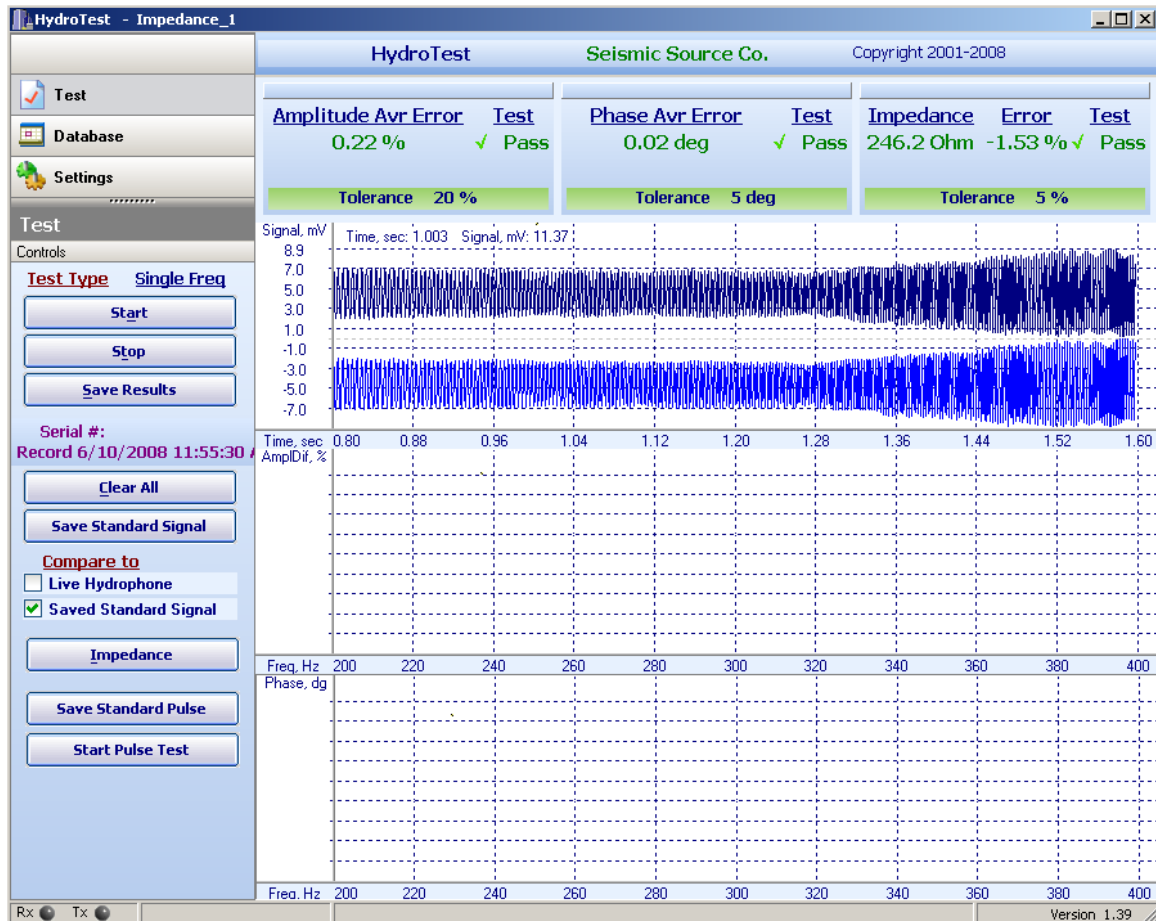 HydroTest - Impedance_1
HydroTest Seismic Source Co. Copyright 2001-2008
Test
Database
Settings
Test
Controls
Test Type Single Freq
Start
Stop
Save Results
Serial #:
Record 6/10/2008 11:55:30
Clear All
Save Standard Signal
Compare to
Live Hydrophone
Saved Standard Signal
Impedance
Save Standard Pulse
Start Pulse Test
Amplitude Avr Error Test
0.22 % ✓ Pass
Tolerance 20 %
Phase Avr Error Test
0.02 deg ✓ Pass
Tolerance 5 deg
Impedance Error Test
246.2 Ohm -1.53 % ✓ Pass
Tolerance 5 %
Signal, mV Time, sec: 1.003 Signal, mV: 11.37
8.9
7.0
5.0
3.0
1.0
-1.0
-3.0
-5.0
-7.0
Time, sec 0.80 0.88 0.96 1.04 1.12 1.20 1.28 1.36 1.44 1.52 1.60
AmplDif, %
Freq, Hz 200 220 240 260 280 300 320 340 360 380 400
Phase, dg
Freq, Hz 200 220 240 260 280 300 320 340 360 380 400
Rx Tx Version 1.39